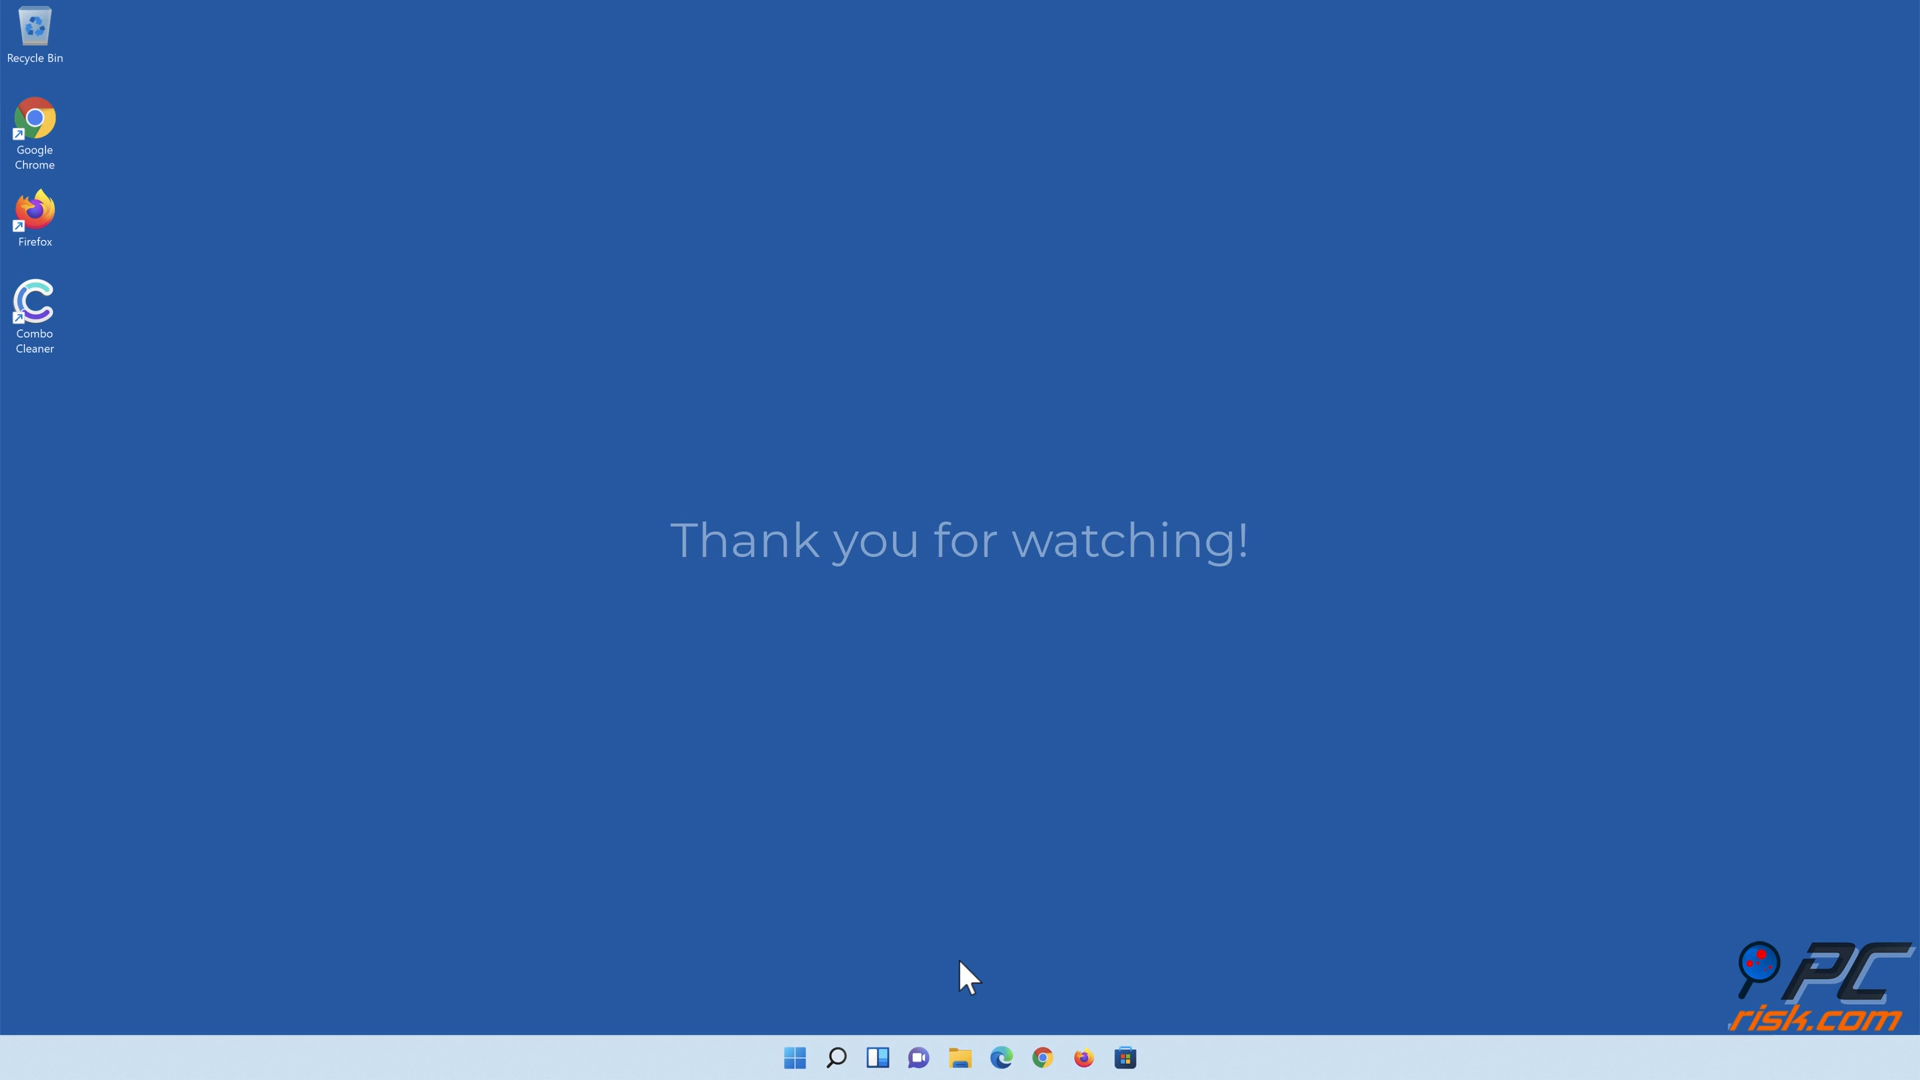 Recycle Bin
Google
Chrome
Firefox
Combo
Cleaner
Thank you for watching!
PC
risk.com